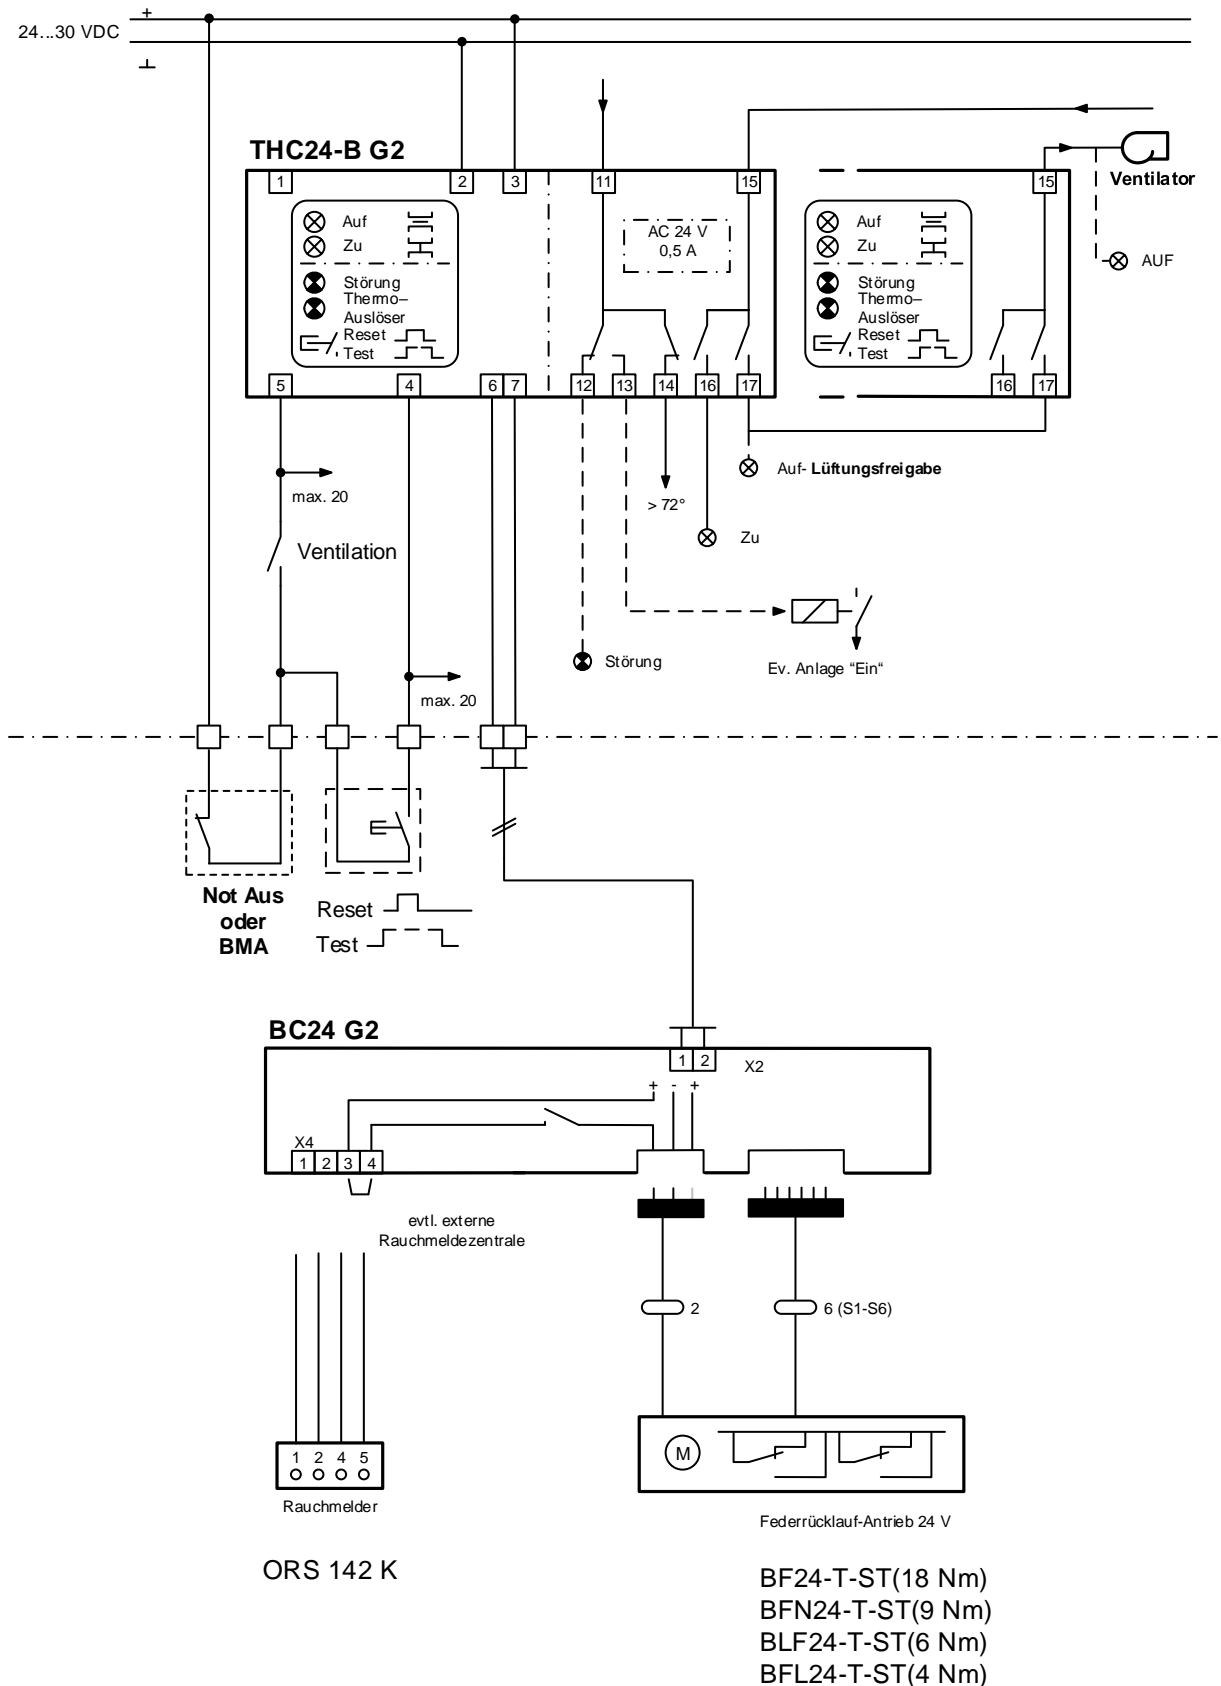 +
24...30 VDC
THC24-B G2
1 2 3 11 15 15
Ventilator
Auf
Zu
Störung
Thermo–
Auslöser
Reset
Test
AC 24 V
0,5 A
Auf
Zu
Störung
Thermo–
Auslöser
Reset
Test
AUF
5 4 6 7 12 13 14 16 17 16 17
max. 20
Auf- Lüftungsfreigabe
> 72°
Zu
Ventilation
Störung
Ev. Anlage "Ein"
max. 20
Not Aus
oder
BMA
Reset
Test
BC24 G2
1 2
X2
+ - +
X4
1 2 3 4
evtl. externe
Rauchmeldezentrale
2
6 (S1-S6)
1 2 4 5
M
Rauchmelder
Federrücklauf-Antrieb 24 V
ORS 142 K
BF24-T-ST(18 Nm)
BFN24-T-ST(9 Nm)
BLF24-T-ST(6 Nm)
BFL24-T-ST(4 Nm)